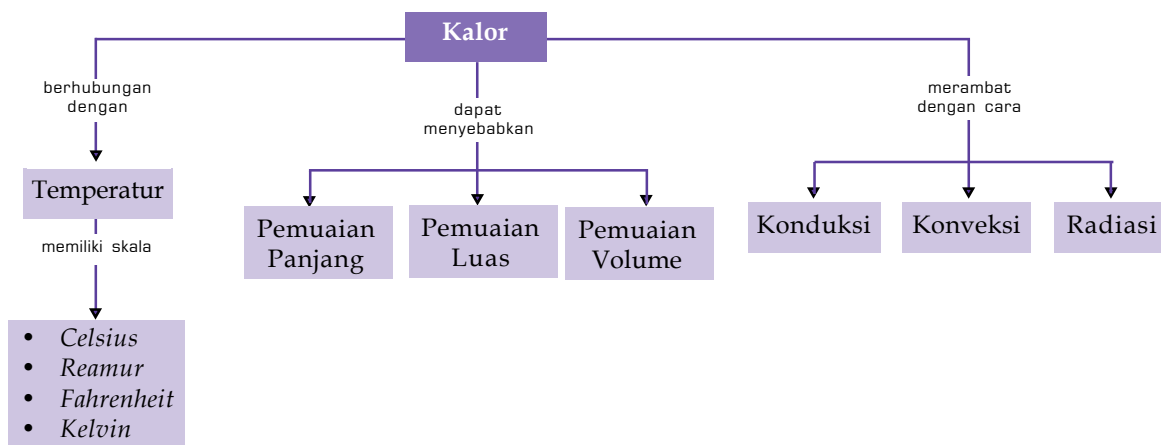 Kalor
berhubungan
dengan
Temperatur
memiliki skala
• Celsius
• Reamur
• Fahrenheit
• Kelvin
dapat
menyebabkan
Pemuaian
Panjang
Pemuaian
Luas
Pemuaian
Volume
merambat
dengan cara
Konduksi
Konveksi
Radiasi